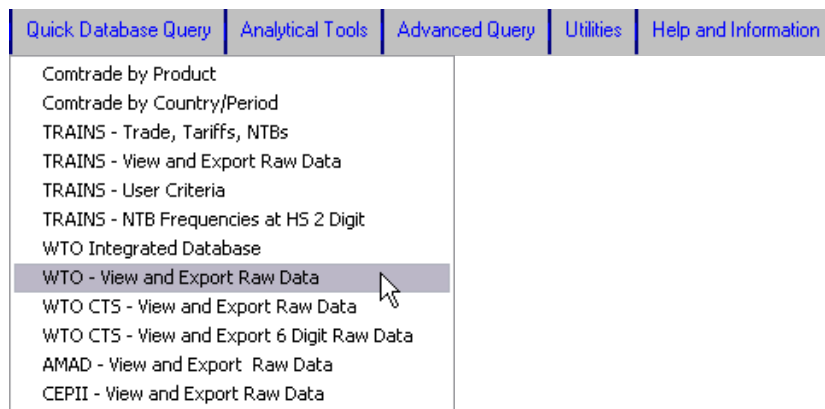 Quick Database Query Analytical Tools Advanced Query Utilities Help and Information
Comtrade by Product
Comtrade by Country/Period
TRAINS - Trade, Tariffs, NTBs
TRAINS - View and Export Raw Data
TRAINS - User Criteria
TRAINS - NTB Frequencies at HS 2 Digit
WTO Integrated Database
WTO - View and Export Raw Data
WTO CTS - View and Export Raw Data
WTO CTS - View and Export 6 Digit Raw Data
AMAD - View and Export Raw Data
CEPII - View and Export Raw Data